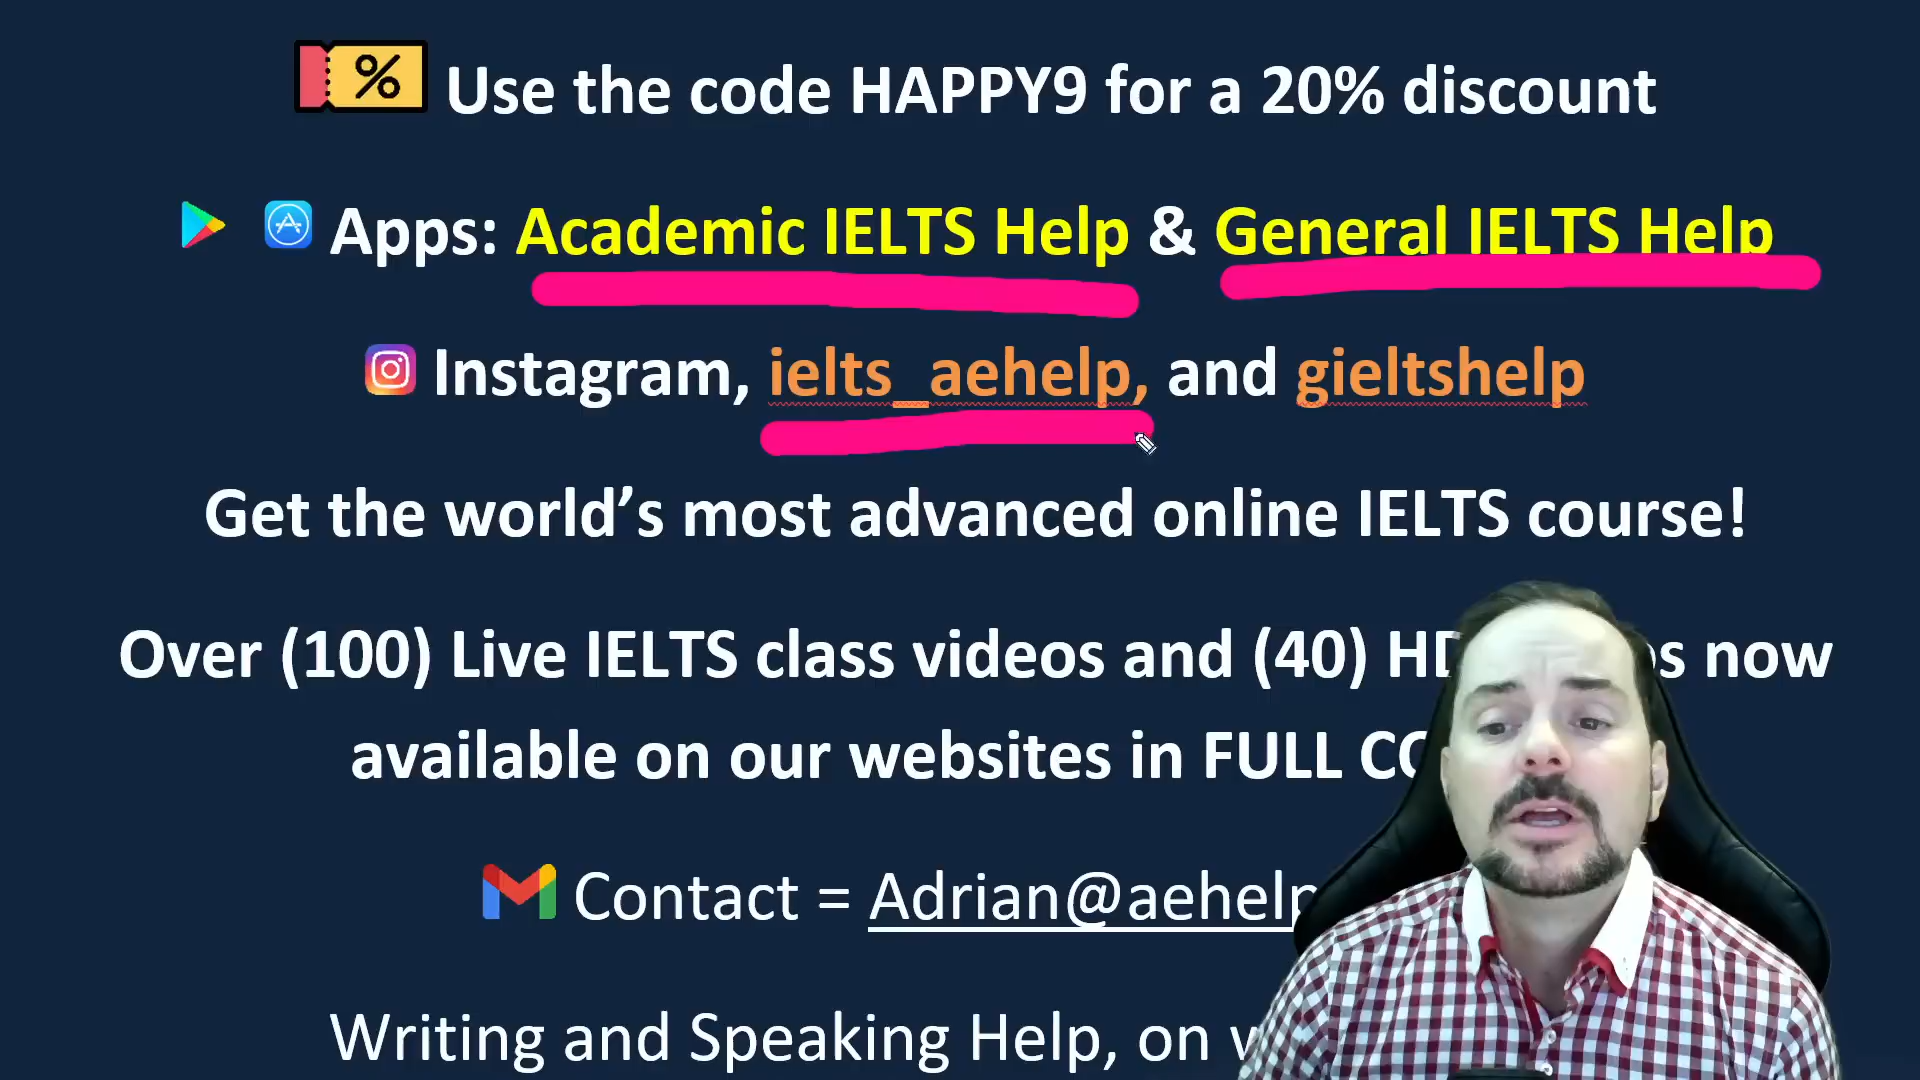 % Use the code HAPPY9 for a 20% discount
Apps: Academic IELTS Help & General IELTS Help
Instagram, ielts_aehelp, and gieltshelp
Get the world’s most advanced online IELTS course!
Over (100) Live IELTS class videos and (40) now
available on our websites in FULL
Contact = Adrian@aehelp
Writing and Speaking Help, on